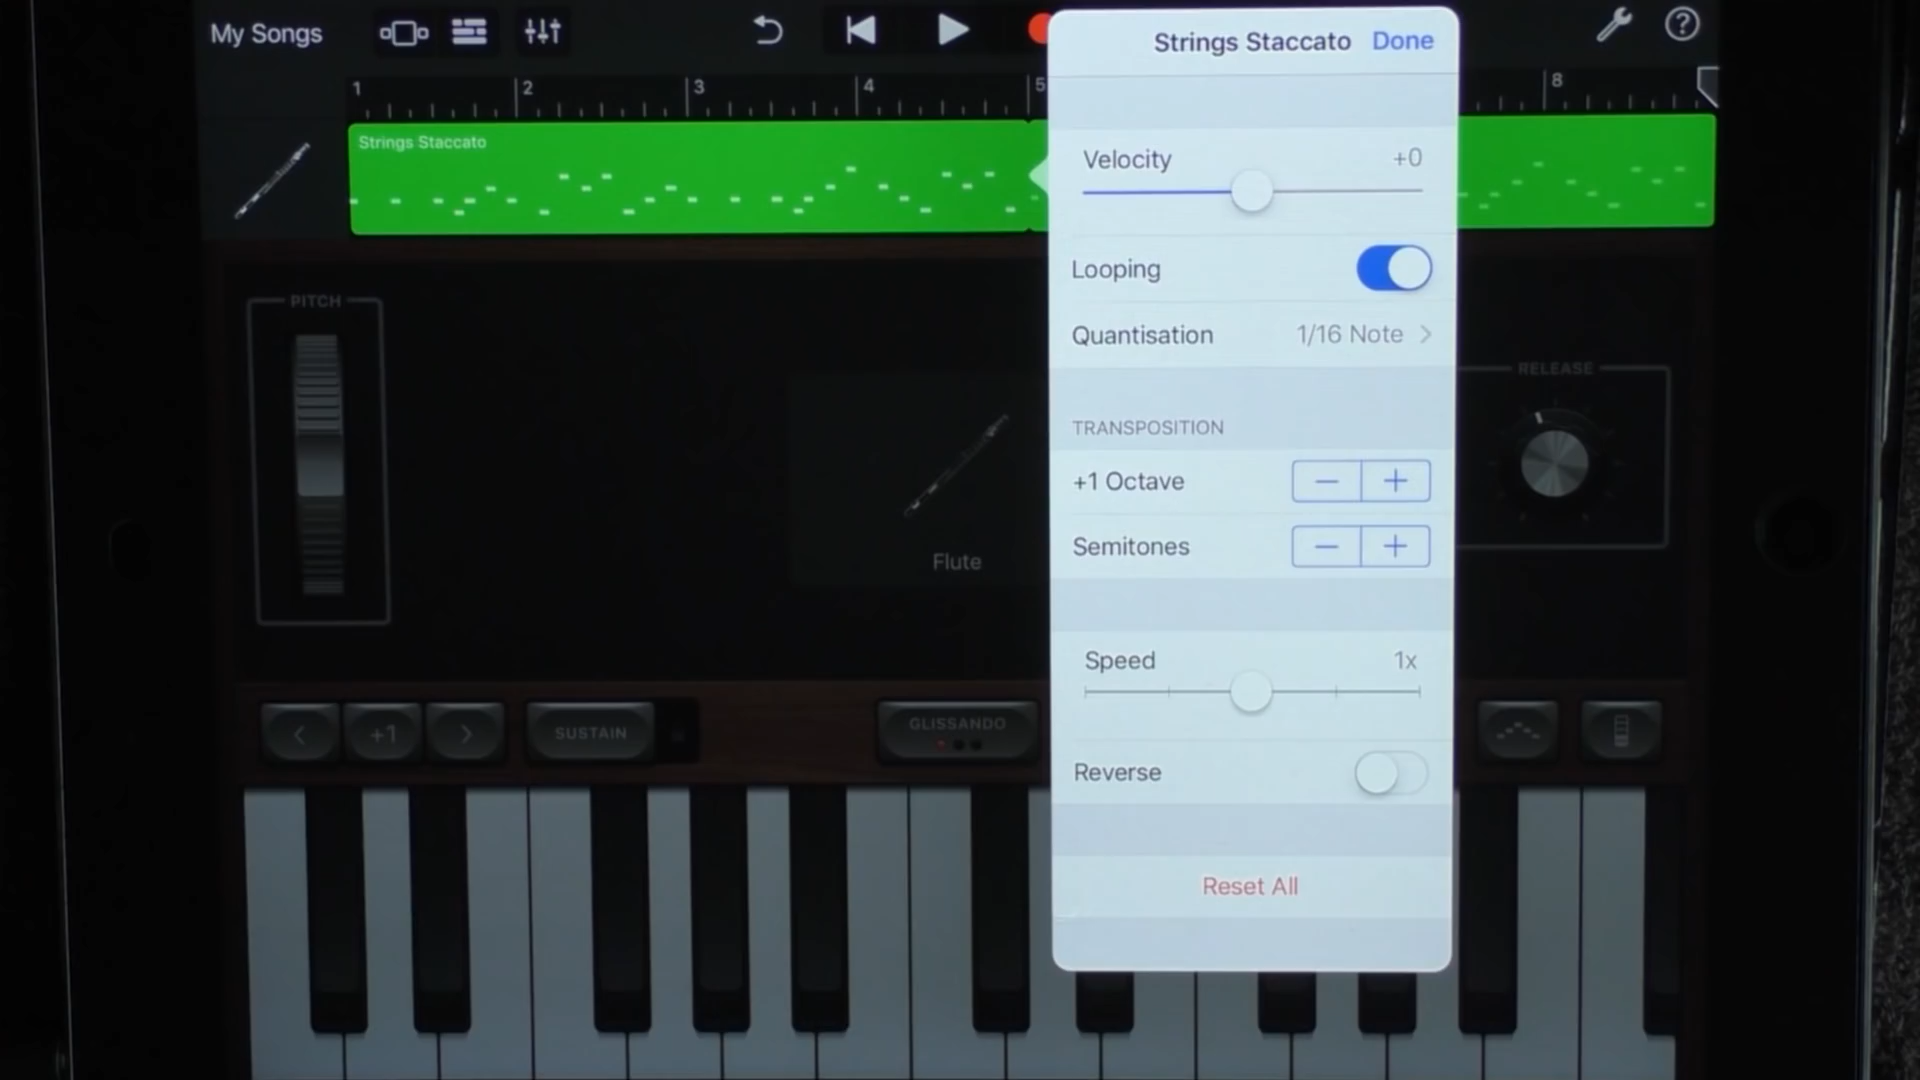 My Songs
Strings Staccato Done
1 2 3 4 5 8
Strings Staccato
Velocity +0
Looping
Quantisation 1/16 Note
TRANSPOSITION
+1 Octave
Semitones
Speed 1x
Reverse
Reset All
PITCH
RELEASE
Flute
+1
SUSTAIN
GLISSANDO